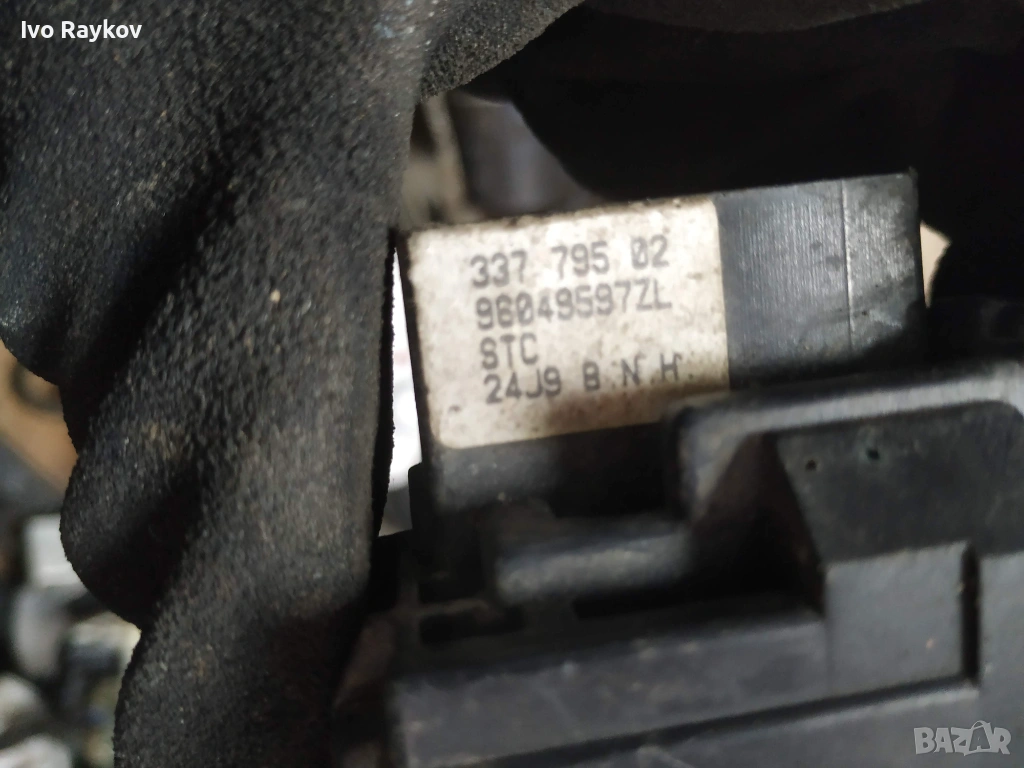 Ivo Raykov
337 795 02
96049597ZL
STC
24J9 B N H
BAZAR